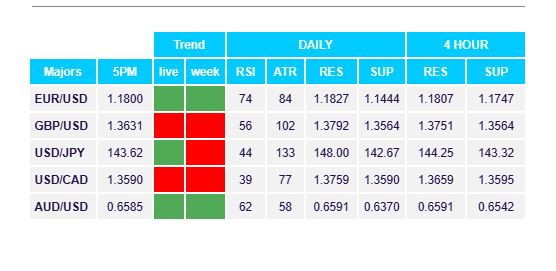 Trend DAILY 4 HOUR
Majors 5PM live week RSI ATR RES SUP RES SUP
EUR/USD 1.1800 74 84 1.1827 1.1444 1.1807 1.1747
GBP/USD 1.3631 56 102 1.3792 1.3564 1.3751 1.3564
USD/JPY 143.62 44 133 148.00 142.67 144.25 143.32
USD/CAD 1.3590 39 77 1.3759 1.3590 1.3659 1.3595
AUD/USD 0.6585 62 58 0.6591 0.6370 0.6591 0.6542